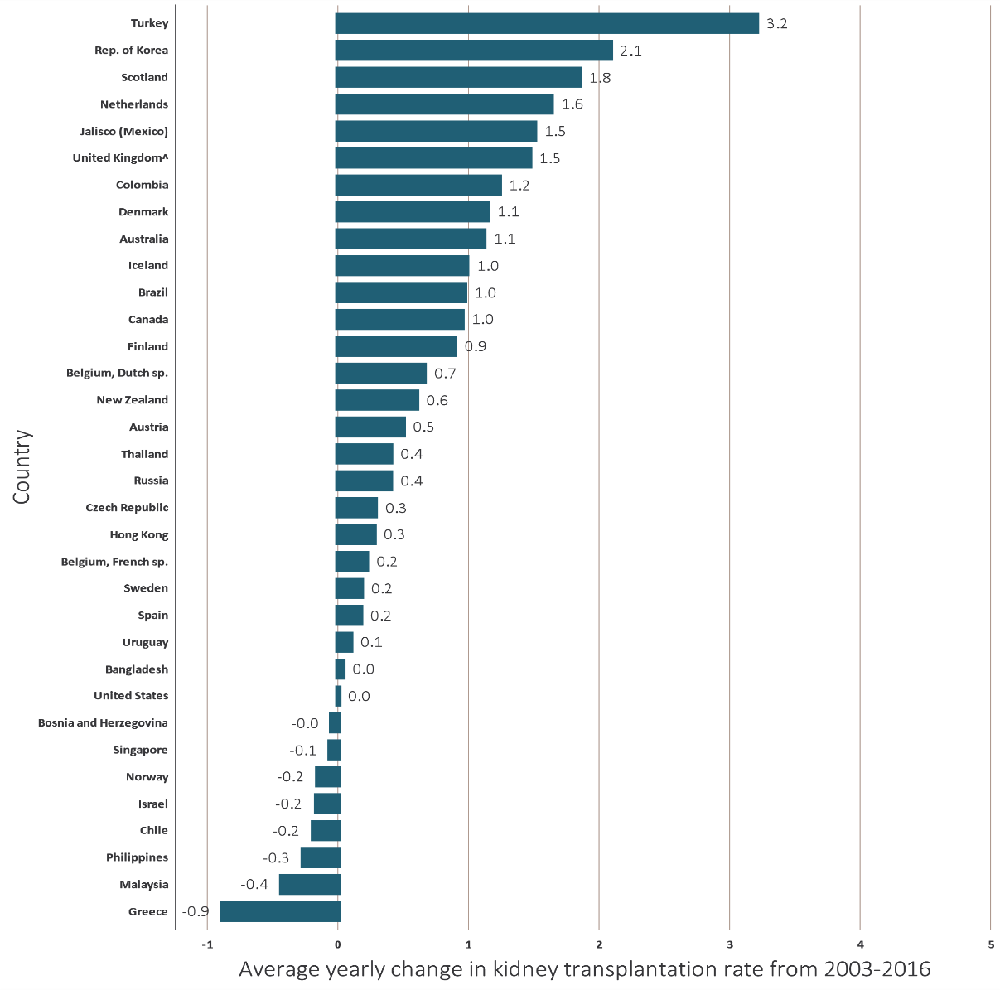 Turkey 3.2
Rep. of Korea 2.1
Scotland 1.8
Netherlands 1.6
Jalisco (Mexico) 1.5
United Kingdom^ 1.5
Colombia 1.2
Denmark 1.1
Australia 1.1
Iceland 1.0
Brazil 1.0
Canada 1.0
Finland 0.9
Belgium, Dutch sp. 0.7
New Zealand 0.6
Austria 0.5
Thailand 0.4
Russia 0.4
Czech Republic 0.3
Hong Kong 0.3
Belgium, French sp. 0.2
Sweden 0.2
Spain 0.2
Uruguay 0.1
Bangladesh 0.0
United States 0.0
Bosnia and Herzegovina -0.0
Singapore -0.1
Norway -0.2
Israel -0.2
Chile -0.2
Philippines -0.3
Malaysia -0.4
Greece -0.9
Country
-1 0 1 2 3 4 5
Average yearly change in kidney transplantation rate from 2003-2016